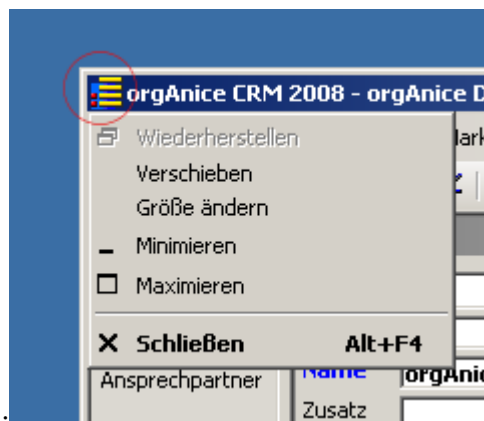 orgAnice CRM 2008 - orgAnice D
Wiederherstellen
Verschieben
Größe ändern
Minimieren
Maximieren
Schließen Alt+F4
Ansprechpartner Name orgAnic
Zusatz